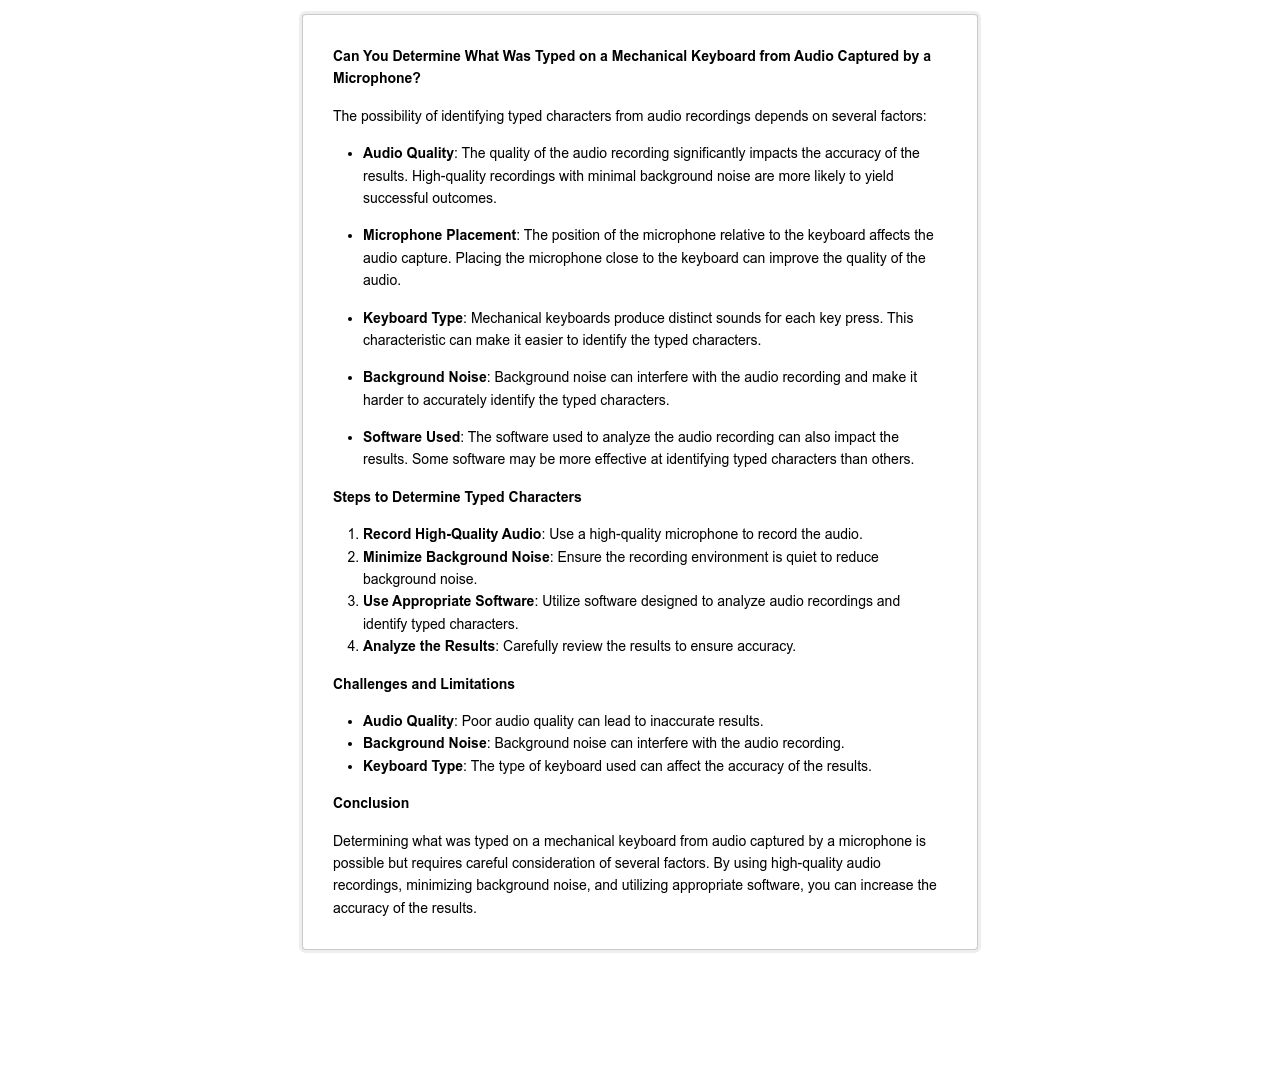 Can You Determine What Was Typed on a Mechanical Keyboard from Audio Captured by a
Microphone?
The possibility of identifying typed characters from audio recordings depends on several factors:
• Audio Quality: The quality of the audio recording significantly impacts the accuracy of the
results. High-quality recordings with minimal background noise are more likely to yield
successful outcomes.
• Microphone Placement: The position of the microphone relative to the keyboard affects the
audio capture. Placing the microphone close to the keyboard can improve the quality of the
audio.
• Keyboard Type: Mechanical keyboards produce distinct sounds for each key press. This
characteristic can make it easier to identify the typed characters.
• Background Noise: Background noise can interfere with the audio recording and make it
harder to accurately identify the typed characters.
• Software Used: The software used to analyze the audio recording can also impact the
results. Some software may be more effective at identifying typed characters than others.
Steps to Determine Typed Characters
1. Record High-Quality Audio: Use a high-quality microphone to record the audio.
2. Minimize Background Noise: Ensure the recording environment is quiet to reduce
background noise.
3. Use Appropriate Software: Utilize software designed to analyze audio recordings and
identify typed characters.
4. Analyze the Results: Carefully review the results to ensure accuracy.
Challenges and Limitations
• Audio Quality: Poor audio quality can lead to inaccurate results.
• Background Noise: Background noise can interfere with the audio recording.
• Keyboard Type: The type of keyboard used can affect the accuracy of the results.
Conclusion
Determining what was typed on a mechanical keyboard from audio captured by a microphone is
possible but requires careful consideration of several factors. By using high-quality audio
recordings, minimizing background noise, and utilizing appropriate software, you can increase the
accuracy of the results.